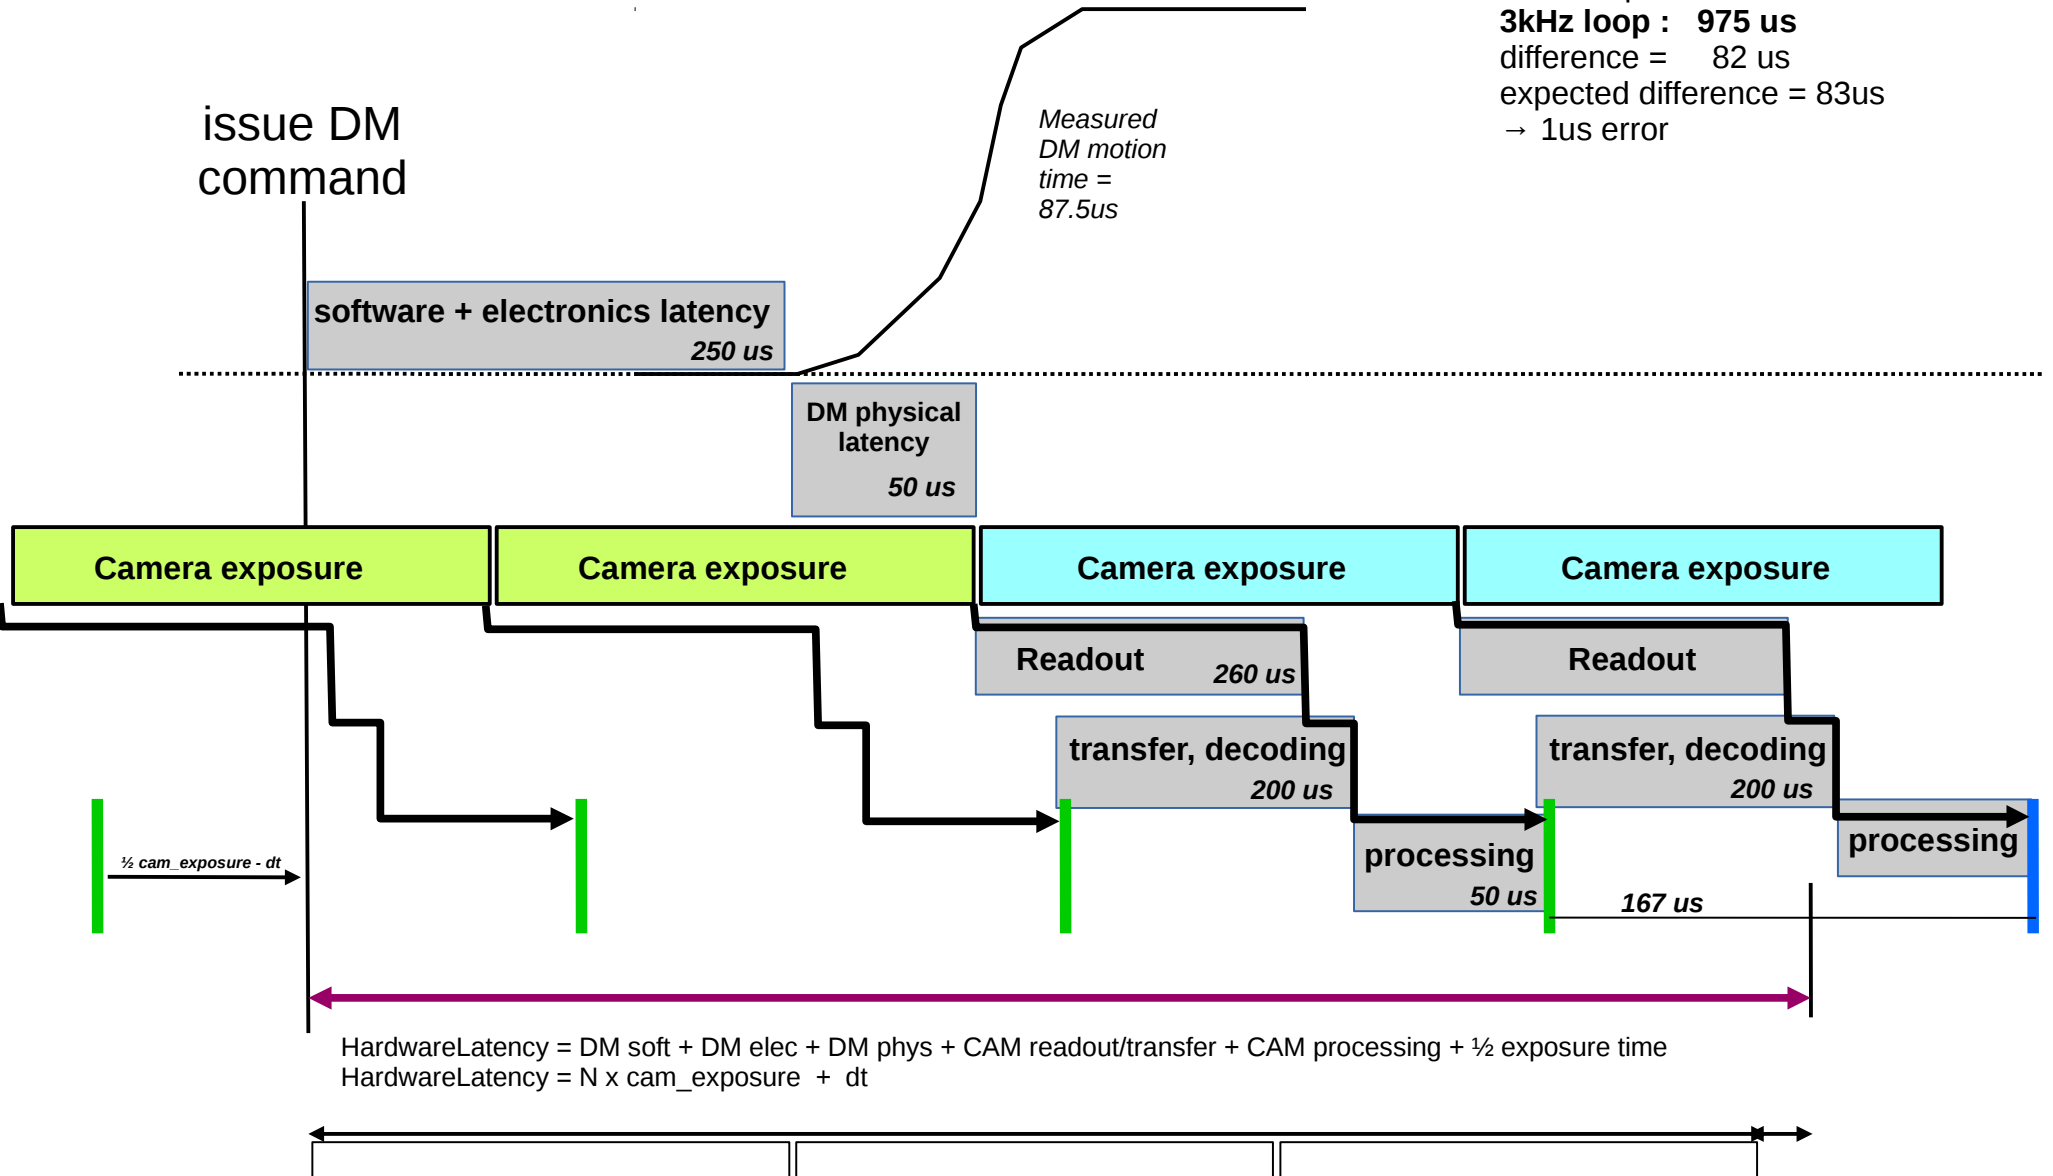 3kHz loop : 975 us
difference = 82 us
expected difference = 83us
→ 1us error
issue DM
command
Measured
DM motion
time =
87.5us
software + electronics latency
250 us
DM physical
latency
50 us
Camera exposure
Camera exposure
Camera exposure
Camera exposure
Readout
260 us
Readout
transfer, decoding
200 us
transfer, decoding
200 us
processing
50 us
processing
½ cam_exposure - dt
167 us
HardwareLatency = DM soft + DM elec + DM phys + CAM readout/transfer + CAM processing + ½ exposure time
HardwareLatency = N x cam_exposure + dt